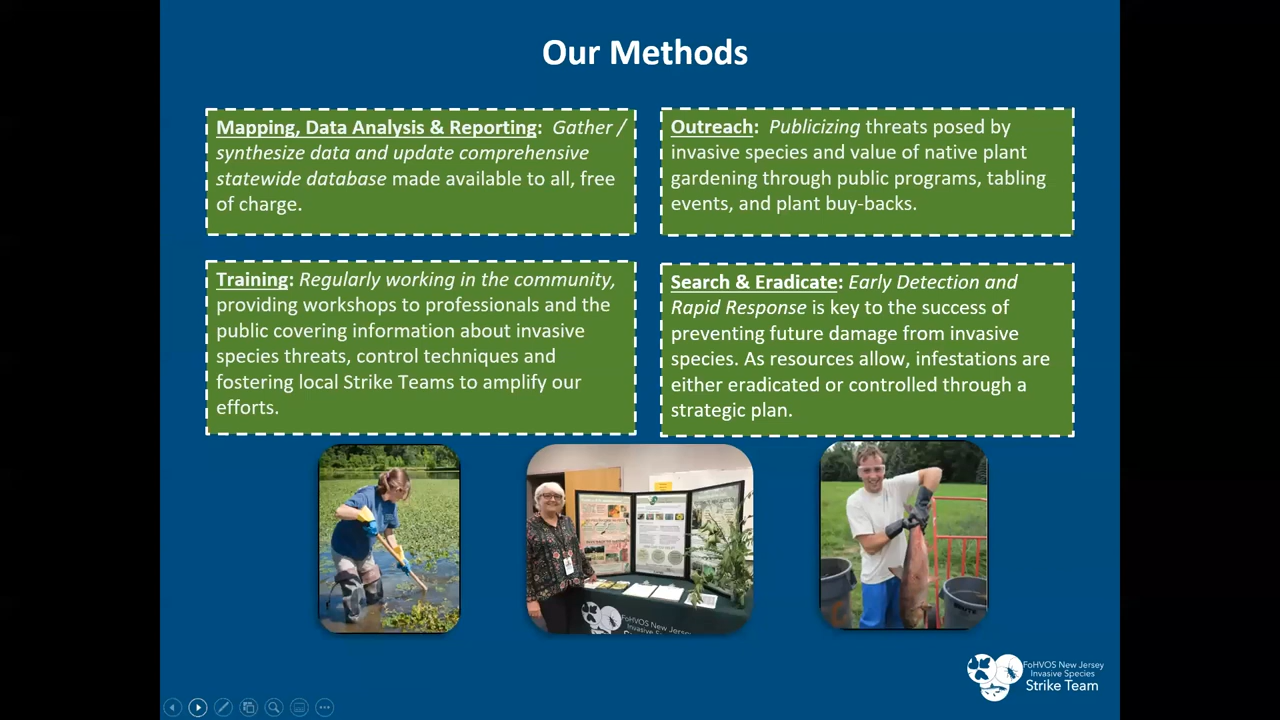 Our Methods
Mapping, Data Analysis & Reporting: Gather /
synthesize data and update comprehensive
statewide database made available to all, free
of charge.
Outreach: Publicizing threats posed by
invasive species and value of native plant
gardening through public programs, tabling
events, and plant buy-backs.
Training: Regularly working in the community,
providing workshops to professionals and the
public covering information about invasive
species threats, control techniques and
fostering local Strike Teams to amplify our
efforts.
Search & Eradicate: Early Detection and
Rapid Response is key to the success of
preventing future damage from invasive
species. As resources allow, infestations are
either eradicated or controlled through a
strategic plan.
FoHVOS New Jersey
BRUTE
FoHVOS New Jersey
Invasive Species
Strike Team